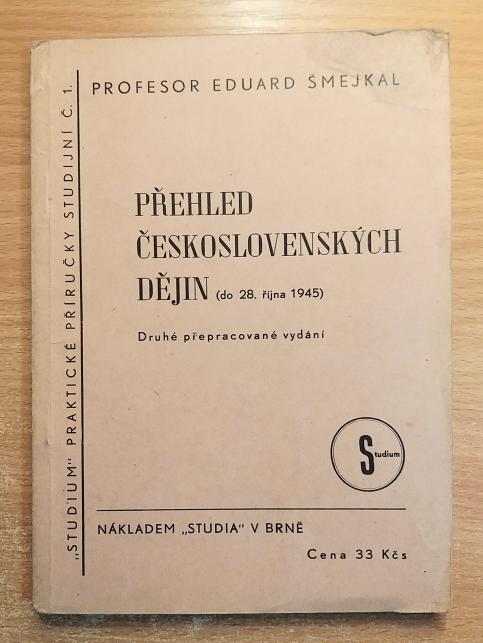 PROFESOR EDUARD ŠMEJKAL
„STUDIUM" PRAKTICKÉ PŘÍRUČKY STUDIJNÍ Č. 1.
PŘEHLED
ČESKOSLOVENSKÝCH
DĚJIN (do 28. října 1945)
Druhé přepracované vydání
Studium
NÁKLADEM „STUDIA" V BRNĚ
Cena 33 Kčs